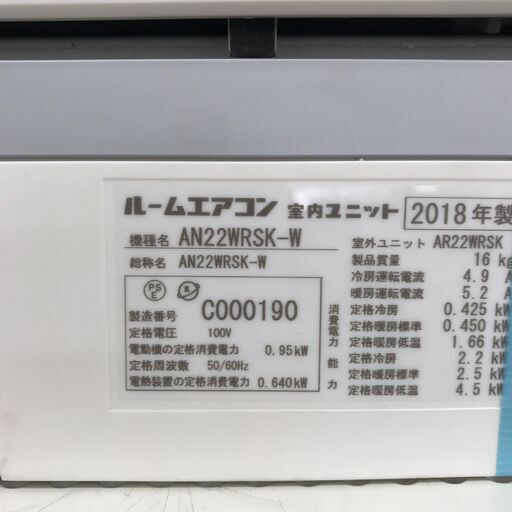 ルームエアコン 室内ユニット 2018年製
機種名 AN22WRSK-W
総称名 AN22WRSK-W
PS
E
K
製造番号 C000190
定格電圧 100V
電動機の定格消費電力 0.95kW
定格周波数 50/60Hz
電熱装置の定格消費電力 0.640kW
室外ユニット AR22WRSK
製品質量 16 kg
冷房運転電流 4.9 A
暖房運転電流 5.2 A
消費電力 定格冷房 0.425 kW
定格暖房標準 0.450 kW
定格暖房低温 1.66 kW
能力 定格冷房 2.2 kW
定格暖房標準 2.5 kW
定格暖房低温 4.5 kW